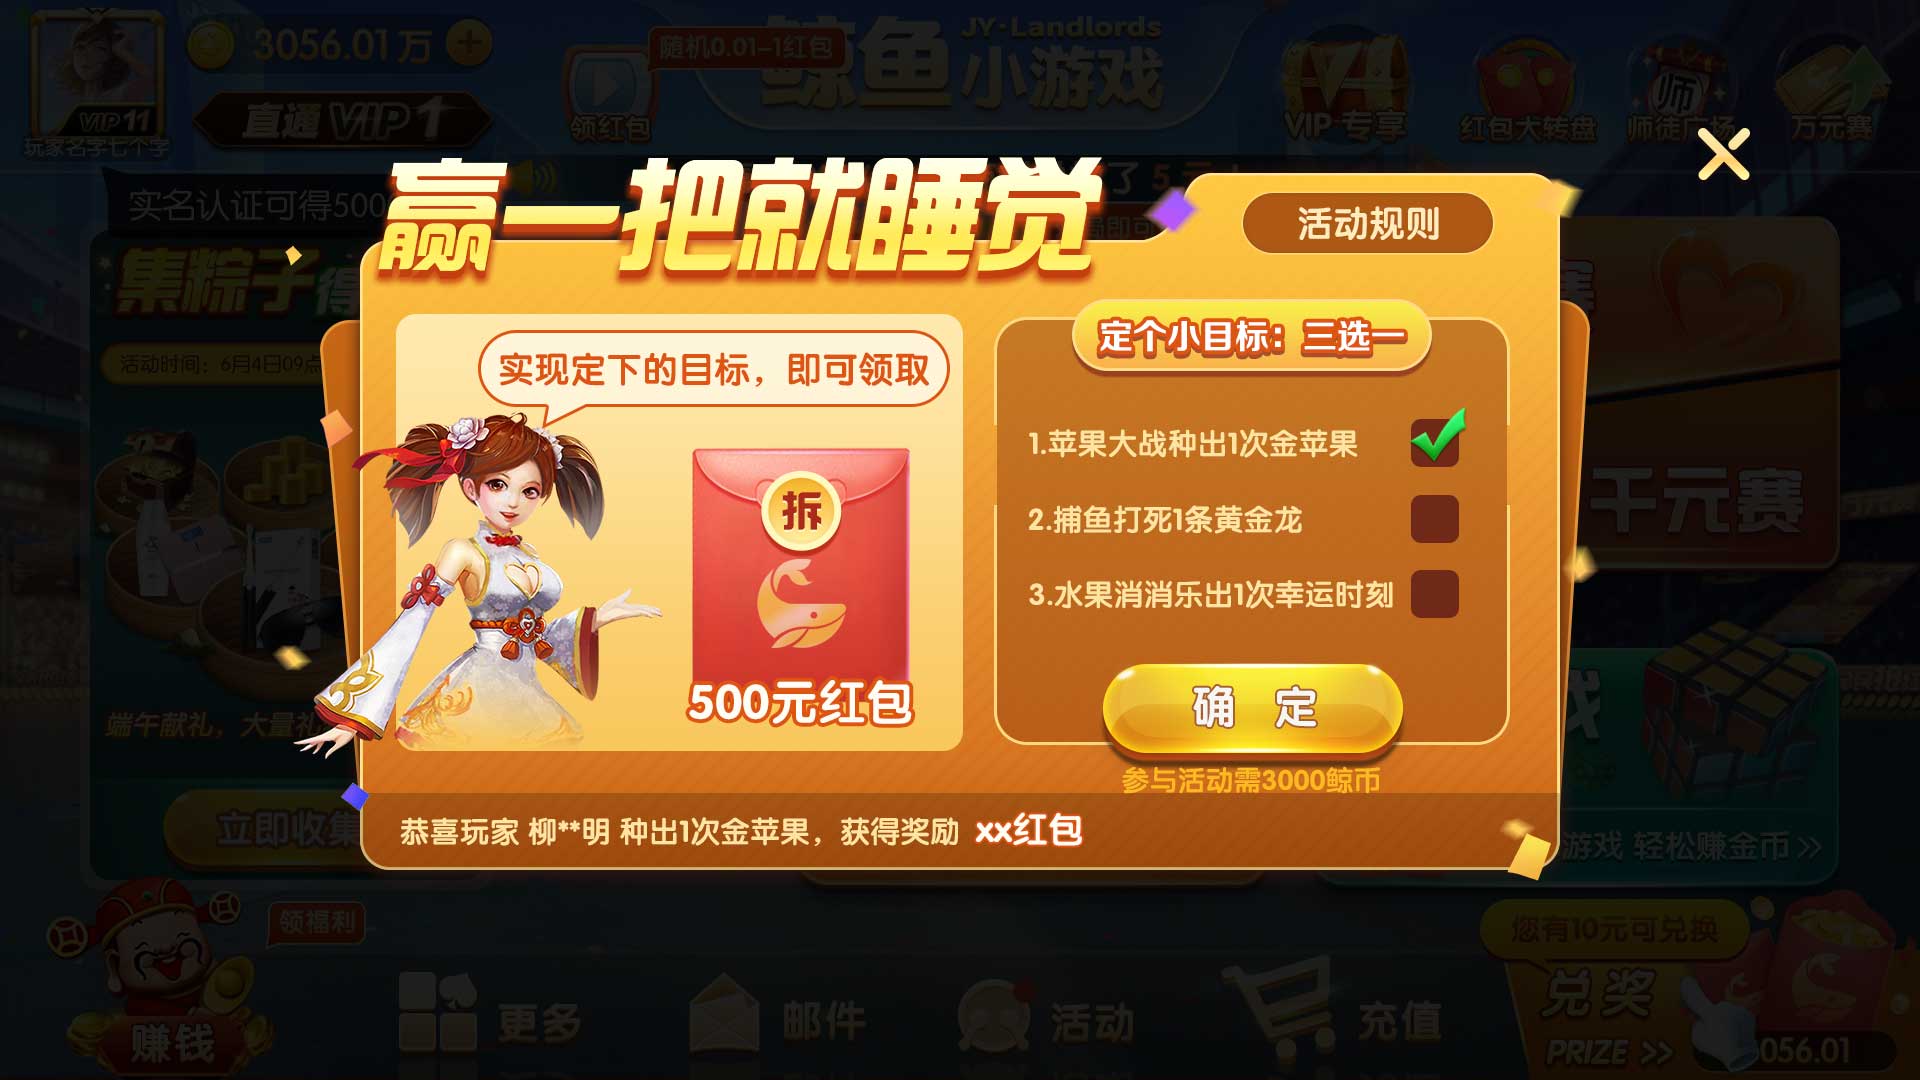 3056.01万
随机0.01-1红包
JY·Landlords
鲸鱼
小游戏
VIP 11
玩家名字七个字
直通VIP 1
领红包
VIP 专享
红包大转盘
师
师徒广场
万元赛
实名认证可得500
了 5 元!
赢一把就睡觉
活动规则
集粽子得
活动时间：6月4日09点
定个小目标：三选一
实现定下的目标，即可领取
1.苹果大战种出1次金苹果
2.捕鱼打死1条黄金龙
3.水果消消乐出1次幸运时刻
拆
500元红包
确 定
参与活动需3000鲸币
千元赛
端午献礼，大量礼
立即收集
恭喜玩家 柳**明 种出1次金苹果，获得奖励 xx红包
游戏 轻松赚金币>>
领福利
您有10元可兑换
赚钱
更多
邮件
活动
充值
兑奖
PRIZE >>
056.01